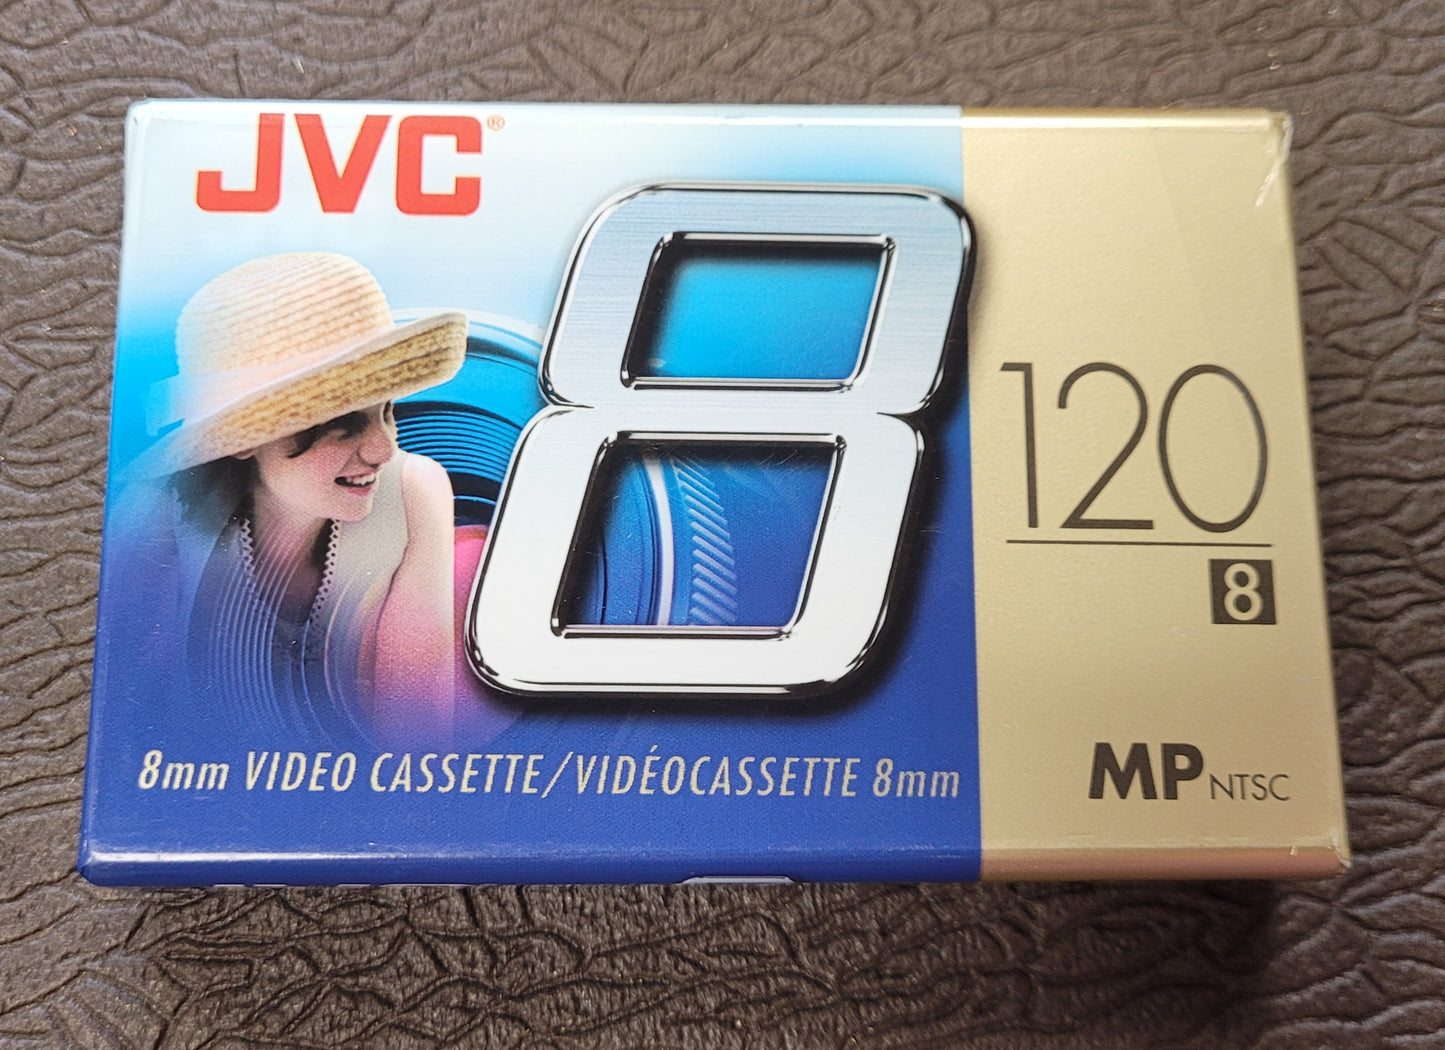 JVC®
8
120
8
MP NTSC
8mm VIDEO CASSETTE/VIDÉOCASSETTE 8mm